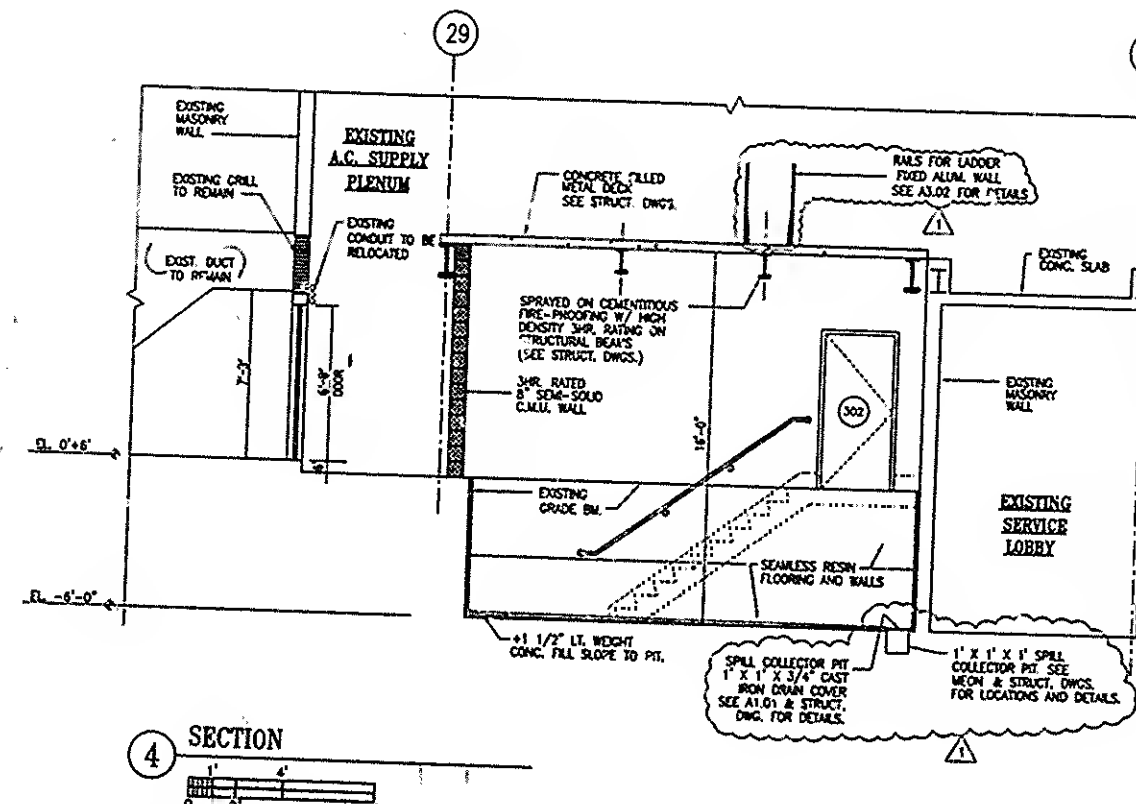 29
EXISTING
MASONRY
WALL
EXISTING
A.C. SUPPLY
PLENUM
EXISTING GRILL
TO REMAIN
EXISTING
CONDUIT TO BE
RELOCATED
EXIST. DUCT
TO REMAIN
CONCRETE FILLED
METAL DECK
SEE STRUCT. DWGS.
RAILS FOR LADDER
FIXED ALUM. WALL
SEE A3.02 FOR DETAILS
1
EXISTING
CONC. SLAB
SPRAYED ON CEMENTITIOUS
FIRE-PROOFING W/ HIGH
DENSITY 3HR. RATING ON
STRUCTURAL BEAMS
(SEE STRUCT. DWGS.)
3HR. RATED
8" SEMI-SOLID
C.M.U. WALL
DOOR
16'-0"
302
EXISTING
MASONRY
WALL
EL. 0'+6"
EXISTING
GRADE BM.
EXISTING
SERVICE
LOBBY
SEAMLESS RESIN
FLOORING AND WALLS
EL. -6'-0"
+1 1/2" LT. WEIGHT
CONC. FILL SLOPE TO PIT.
SPILL COLLECTOR PIT
1' X 1' X 3/4" CAST
IRON DRAIN COVER
SEE A1.01 & STRUCT.
DWG. FOR DETAILS.
1' X 1' X 1' SPILL
COLLECTOR PIT. SEE
MEON & STRUCT. DWGS.
FOR LOCATIONS AND DETAILS.
1
4
SECTION
1'
4'